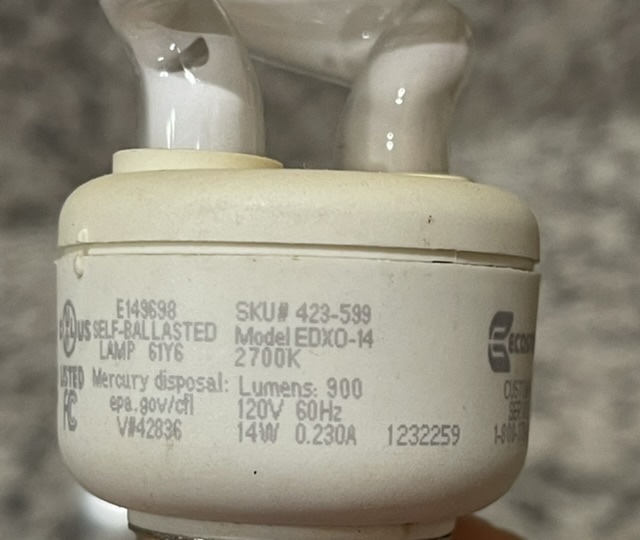 E149698
US SELF-BALLASTED
LAMP 61Y6
Mercury disposal:
epa.gov/cfl
V#42836
SKU# 423-599
Model EDXO-14
2700K
Lumens: 900
120V 60Hz
14W 0.230A
1232259